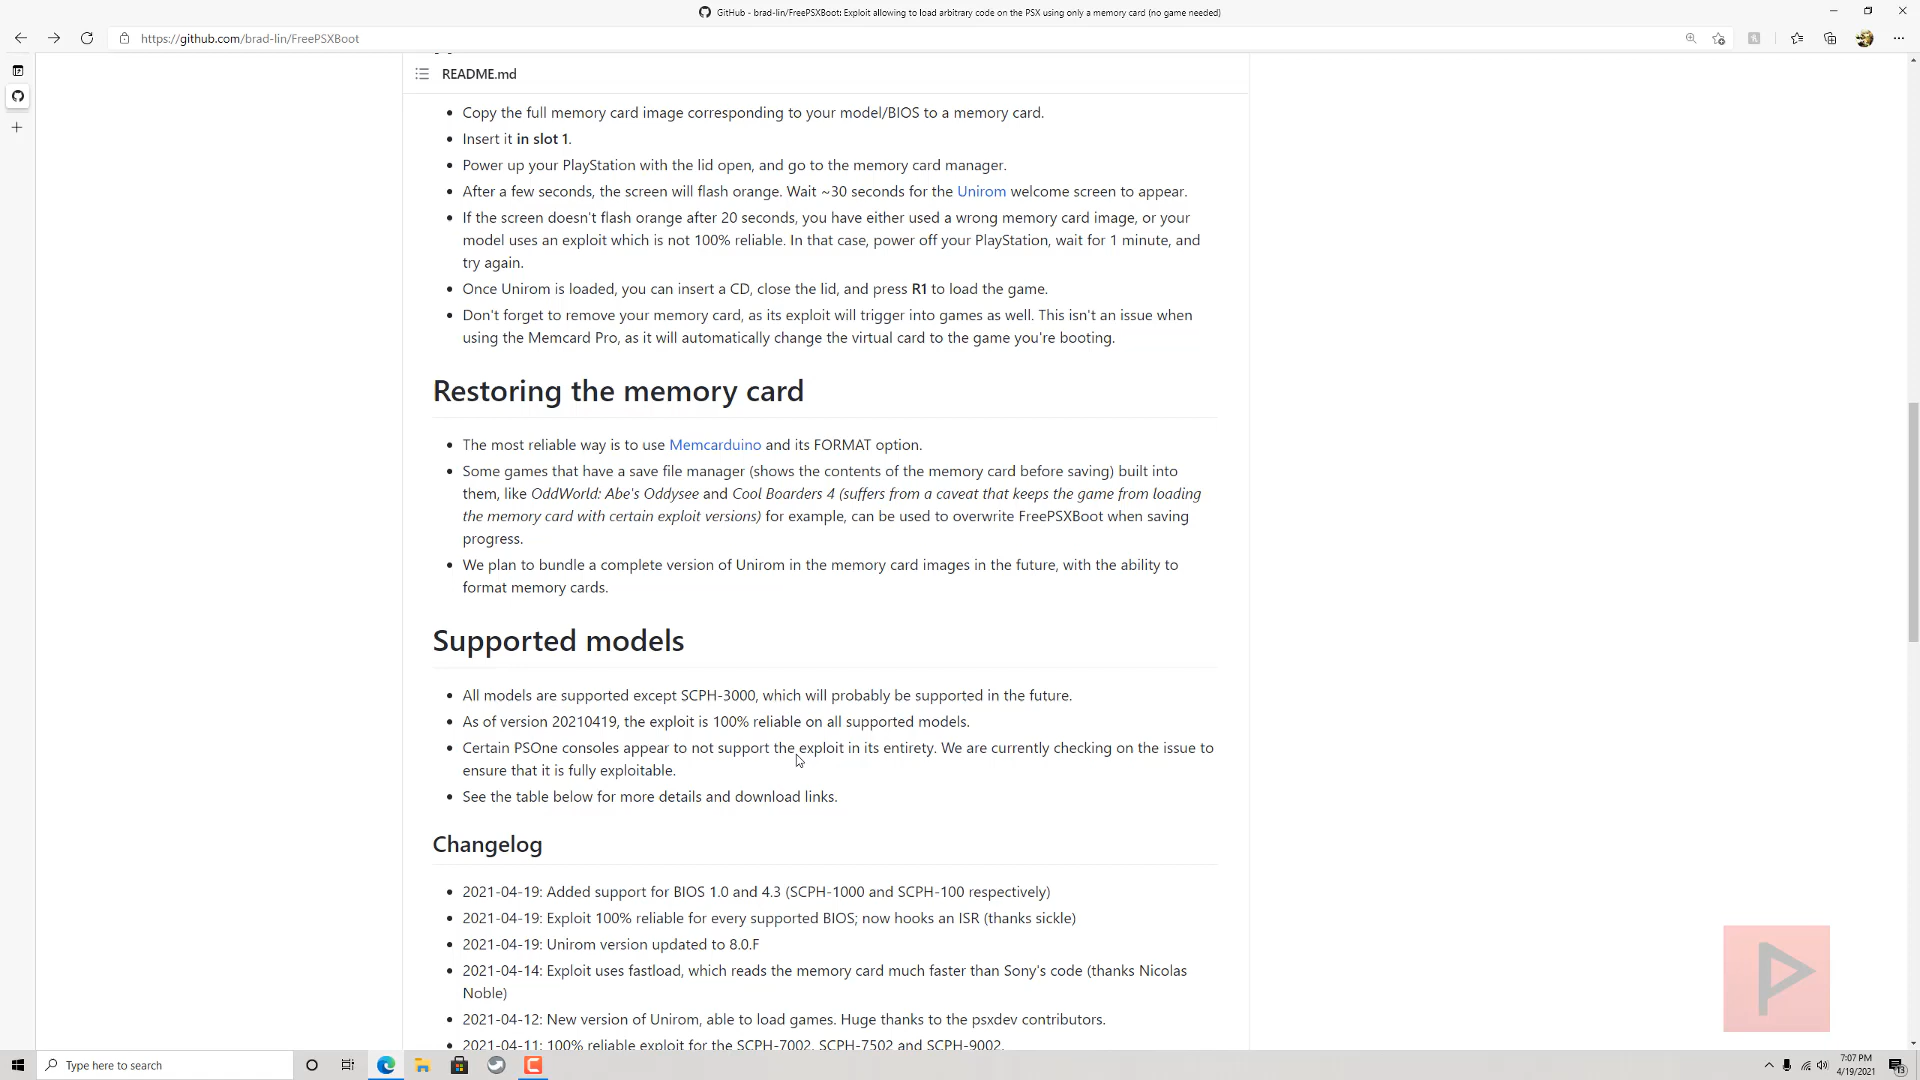 GitHub - brad-lin/FreePSXBoot: Exploit allowing to load arbitrary code on the PSX using only a memory card (no game needed)
https://github.com/brad-lin/FreePSXBoot
README.md
Copy the full memory card image corresponding to your model/BIOS to a memory card.
Insert it in slot 1.
Power up your PlayStation with the lid open, and go to the memory card manager.
After a few seconds, the screen will flash orange. Wait ~30 seconds for the Unirom welcome screen to appear.
If the screen doesn't flash orange after 20 seconds, you have either used a wrong memory card image, or your
model uses an exploit which is not 100% reliable. In that case, power off your PlayStation, wait for 1 minute, and
try again.
Once Unirom is loaded, you can insert a CD, close the lid, and press R1 to load the game.
Don't forget to remove your memory card, as its exploit will trigger into games as well. This isn't an issue when
using the Memcard Pro, as it will automatically change the virtual card to the game you're booting.
Restoring the memory card
The most reliable way is to use Memcarduino and its FORMAT option.
Some games that have a save file manager (shows the contents of the memory card before saving) built into
them, like OddWorld: Abe's Oddysee and Cool Boarders 4 (suffers from a caveat that keeps the game from loading
the memory card with certain exploit versions) for example, can be used to overwrite FreePSXBoot when saving
progress.
We plan to bundle a complete version of Unirom in the memory card images in the future, with the ability to
format memory cards.
Supported models
All models are supported except SCPH-3000, which will probably be supported in the future.
As of version 20210419, the exploit is 100% reliable on all supported models.
Certain PSOne consoles appear to not support the exploit in its entirety. We are currently checking on the issue to
ensure that it is fully exploitable.
See the table below for more details and download links.
Changelog
2021-04-19: Added support for BIOS 1.0 and 4.3 (SCPH-1000 and SCPH-100 respectively)
2021-04-19: Exploit 100% reliable for every supported BIOS; now hooks an ISR (thanks sickle)
2021-04-19: Unirom version updated to 8.0.F
2021-04-14: Exploit uses fastload, which reads the memory card much faster than Sony's code (thanks Nicolas
Noble)
2021-04-12: New version of Unirom, able to load games. Huge thanks to the psxdev contributors.
2021-04-11: 100% reliable exploit for the SCPH-7002, SCPH-7502 and SCPH-9002.
Type here to search
7:07 PM
4/19/2021